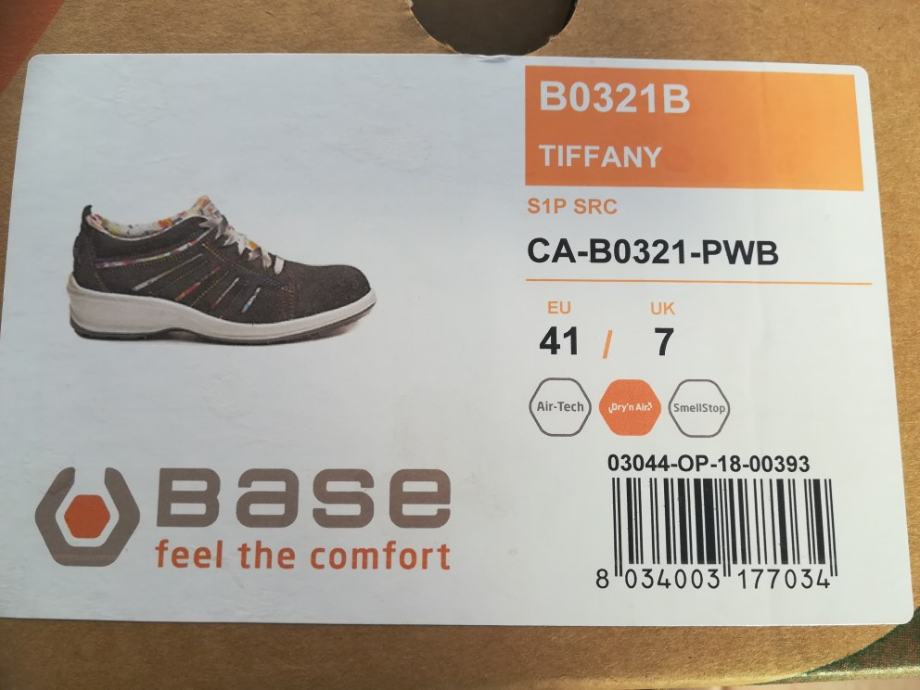 B0321B
TIFFANY
S1P SRC
CA-B0321-PWB
EU UK
41 / 7
Air-Tech Dry'n Air SmellStop
03044-OP-18-00393
8 034003 177034
BASE
feel the comfort